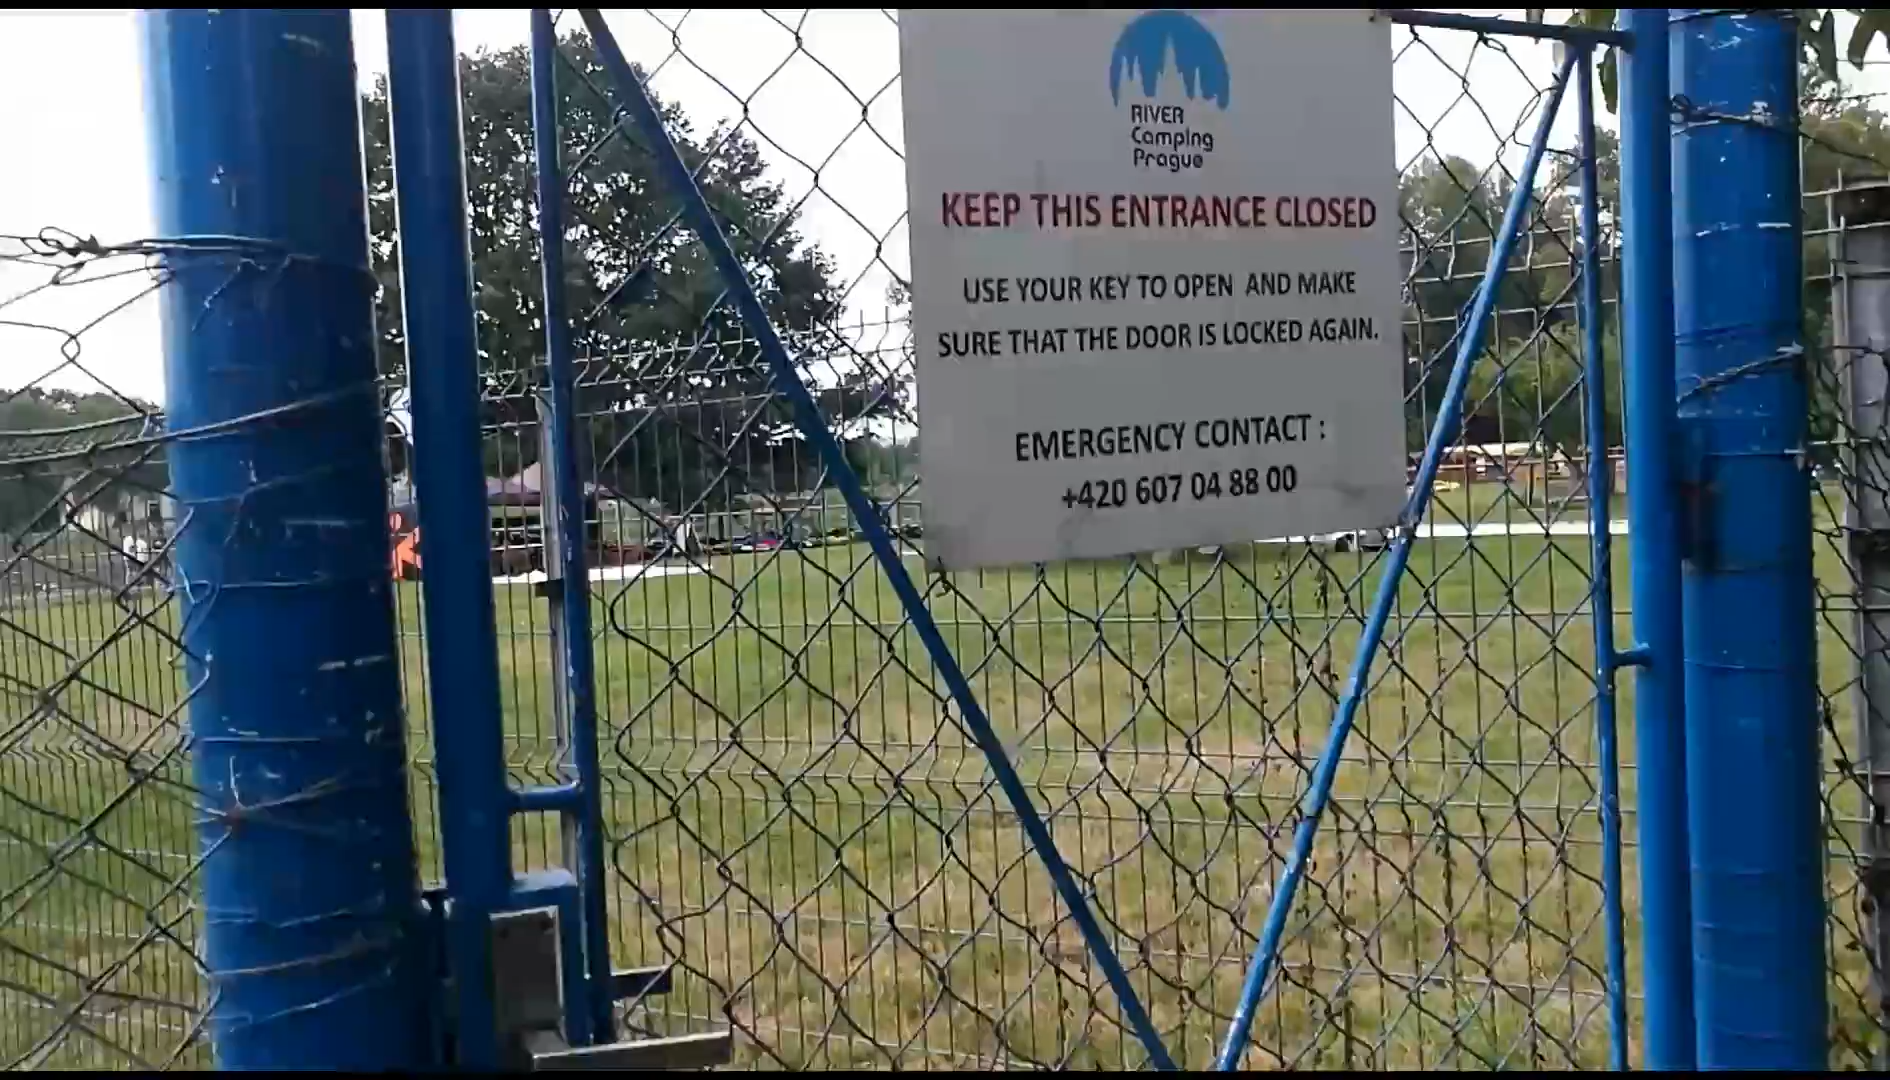 RIVER
Camping
Prague
KEEP THIS ENTRANCE CLOSED
USE YOUR KEY TO OPEN AND MAKE
SURE THAT THE DOOR IS LOCKED AGAIN.
EMERGENCY CONTACT :
+420 607 04 88 00